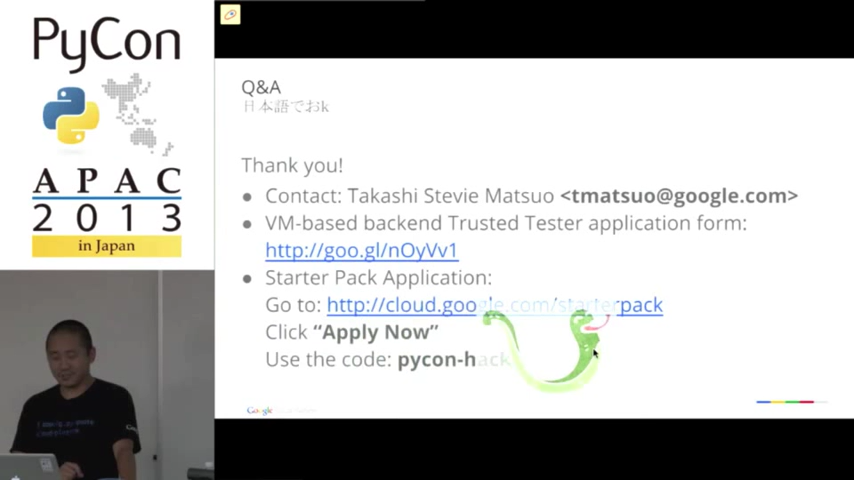 PyCon
APAC
2013
in Japan
Q&A
日本語でおk
Thank you!
● Contact: Takashi Stevie Matsuo <tmatsuo@google.com>
● VM-based backend Trusted Tester application form:
http://goo.gl/nOyVv1
● Starter Pack Application:
Go to: http://cloud.google.com/starterpack
Click “Apply Now”
Use the code: pycon-hack
Google